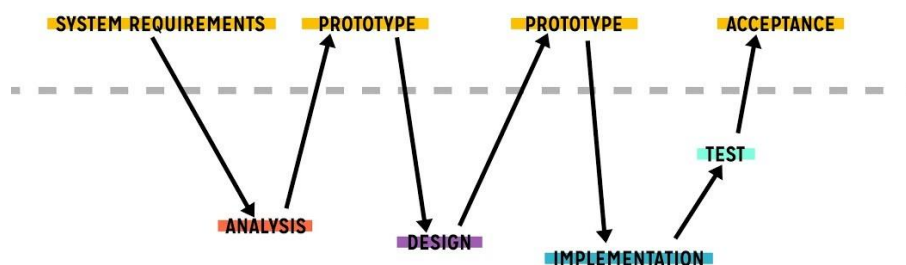 SYSTEM REQUIREMENTS
PROTOTYPE
PROTOTYPE
ACCEPTANCE
TEST
ANALYSIS
DESIGN
IMPLEMENTATION